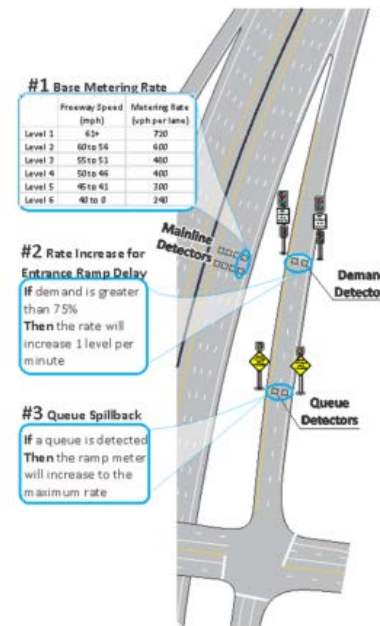 #1 Base Metering Rate
Freeway Speed (mph) Metering Rate (vph per lane)
Level 1 61+ 720
Level 2 60 to 56 600
Level 3 55 to 51 480
Level 4 50 to 46 400
Level 5 45 to 41 300
Level 6 40 to 0 240
Mainline
Detectors
#2 Rate Increase for
Entrance Ramp Delay
If demand is greater
than 75%
Then the rate will
increase 1 level per
minute
Deman
Detecto
#3 Queue Spillback
If a queue is detected
Then the ramp meter
will increase to the
maximum rate
Queue
Detectors